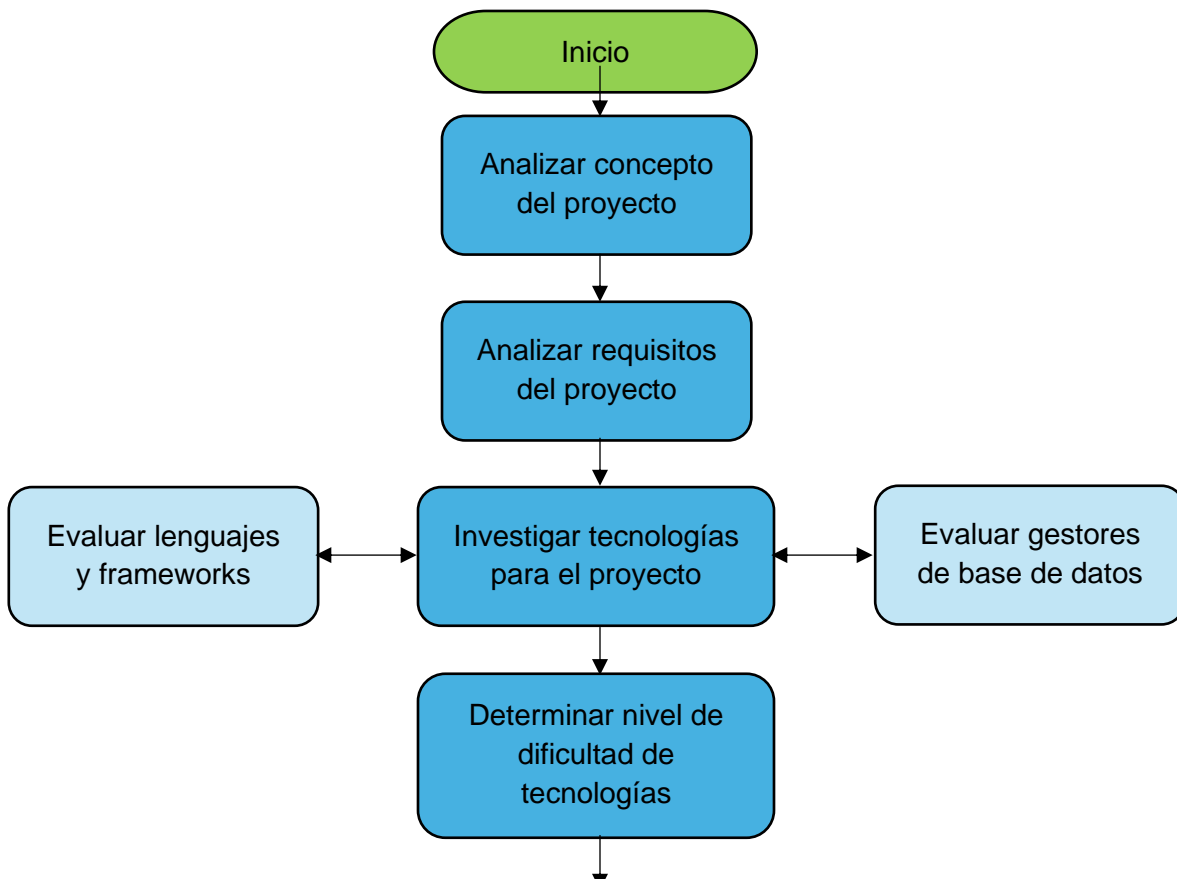 Inicio
Analizar concepto
del proyecto
Analizar requisitos
del proyecto
Evaluar lenguajes
y frameworks
Investigar tecnologías
para el proyecto
Evaluar gestores
de base de datos
Determinar nivel de
dificultad de
tecnologías